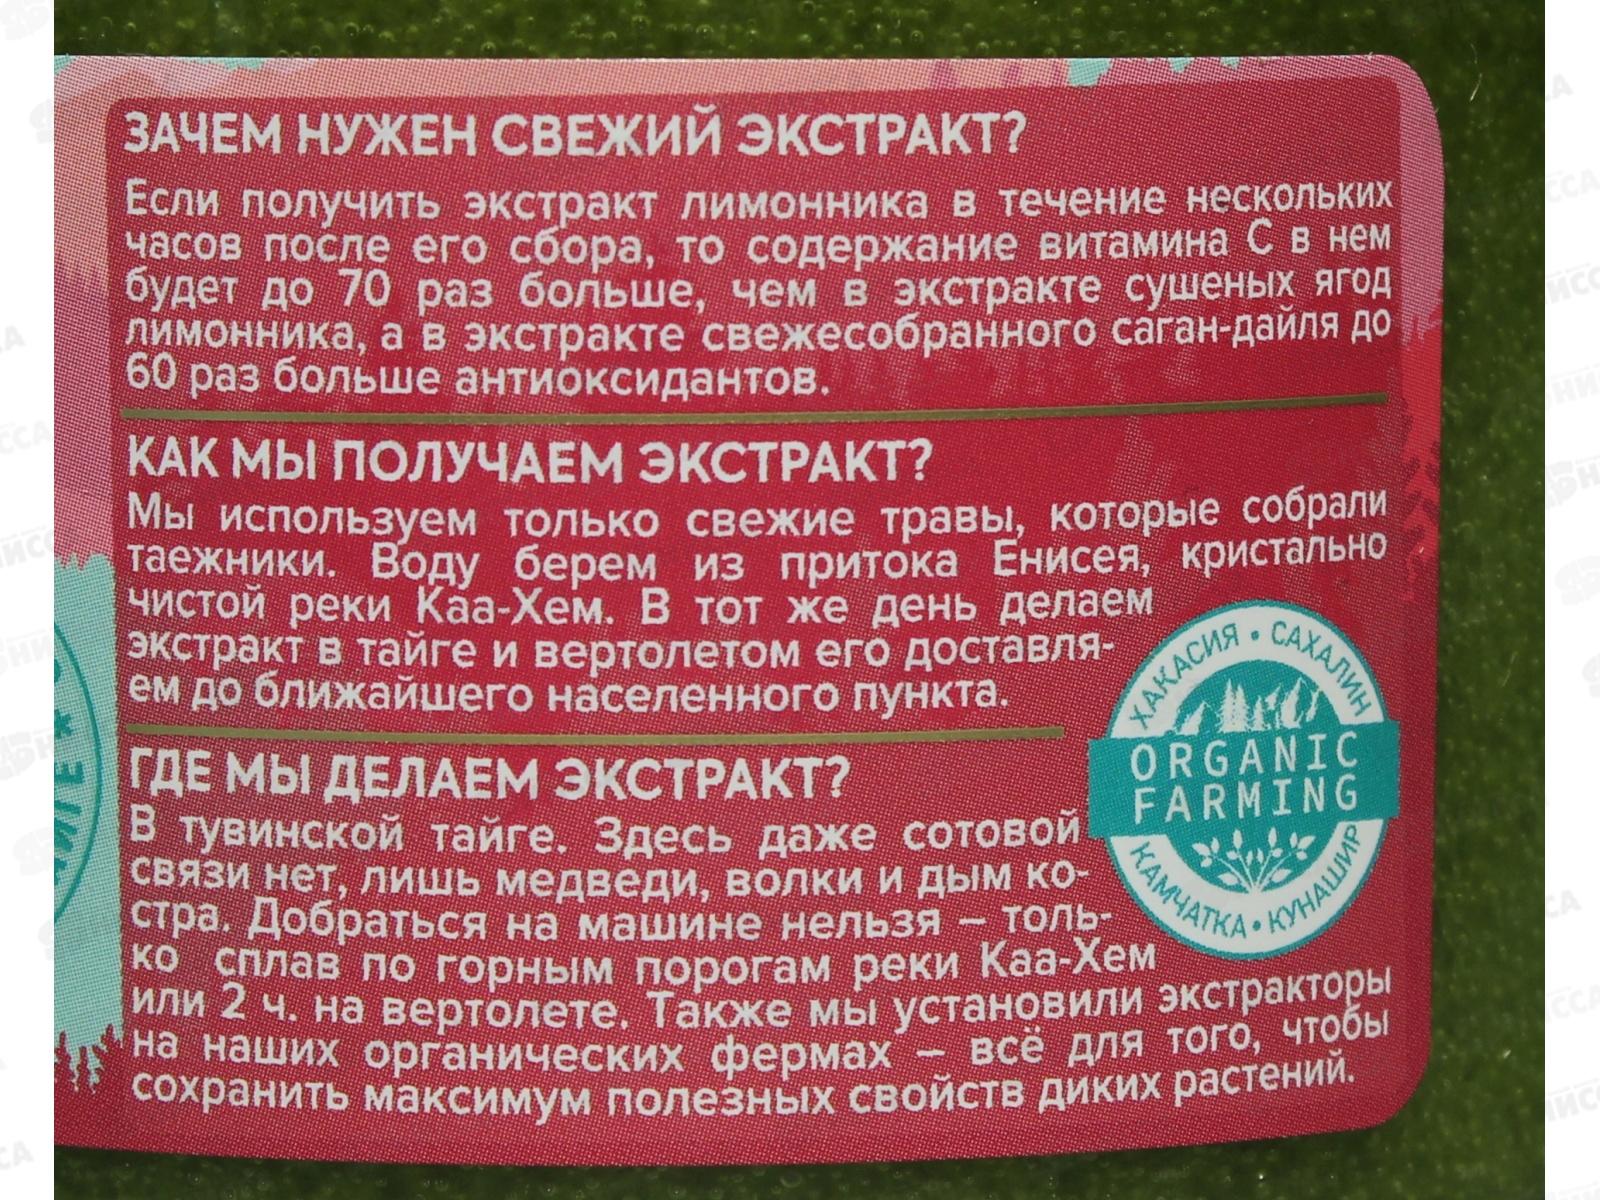 ЗАЧЕМ НУЖЕН СВЕЖИЙ ЭКСТРАКТ?
Если получить экстракт лимонника в течение нескольких
часов после его сбора, то содержание витамина С в нем
будет до 70 раз больше, чем в экстракте сушеных ягод
лимонника, а в экстракте свежесобранного саган-дайля до
60 раз больше антиоксидантов.
КАК МЫ ПОЛУЧАЕМ ЭКСТРАКТ?
Мы используем только свежие травы, которые собрали
таежники. Воду берем из притока Енисея, кристально
чистой реки Каа-Хем. В тот же день делаем
экстракт в тайге и вертолетом его доставля-
ем до ближайшего населенного пункта.
ГДЕ МЫ ДЕЛАЕМ ЭКСТРАКТ?
В тувинской тайге. Здесь даже сотовой
связи нет, лишь медведи, волки и дым ко-
стра. Добраться на машине нельзя – толь-
ко сплав по горным порогам реки Каа-Хем
или 2 ч. на вертолете. Также мы установили экстракторы
на наших органических фермах – всё для того, чтобы
сохранить максимум полезных свойств диких растений.
ХАКАСИЯ • САХАЛИН
ORGANIC
FARMING
КАМЧАТКА • КУНАШИР